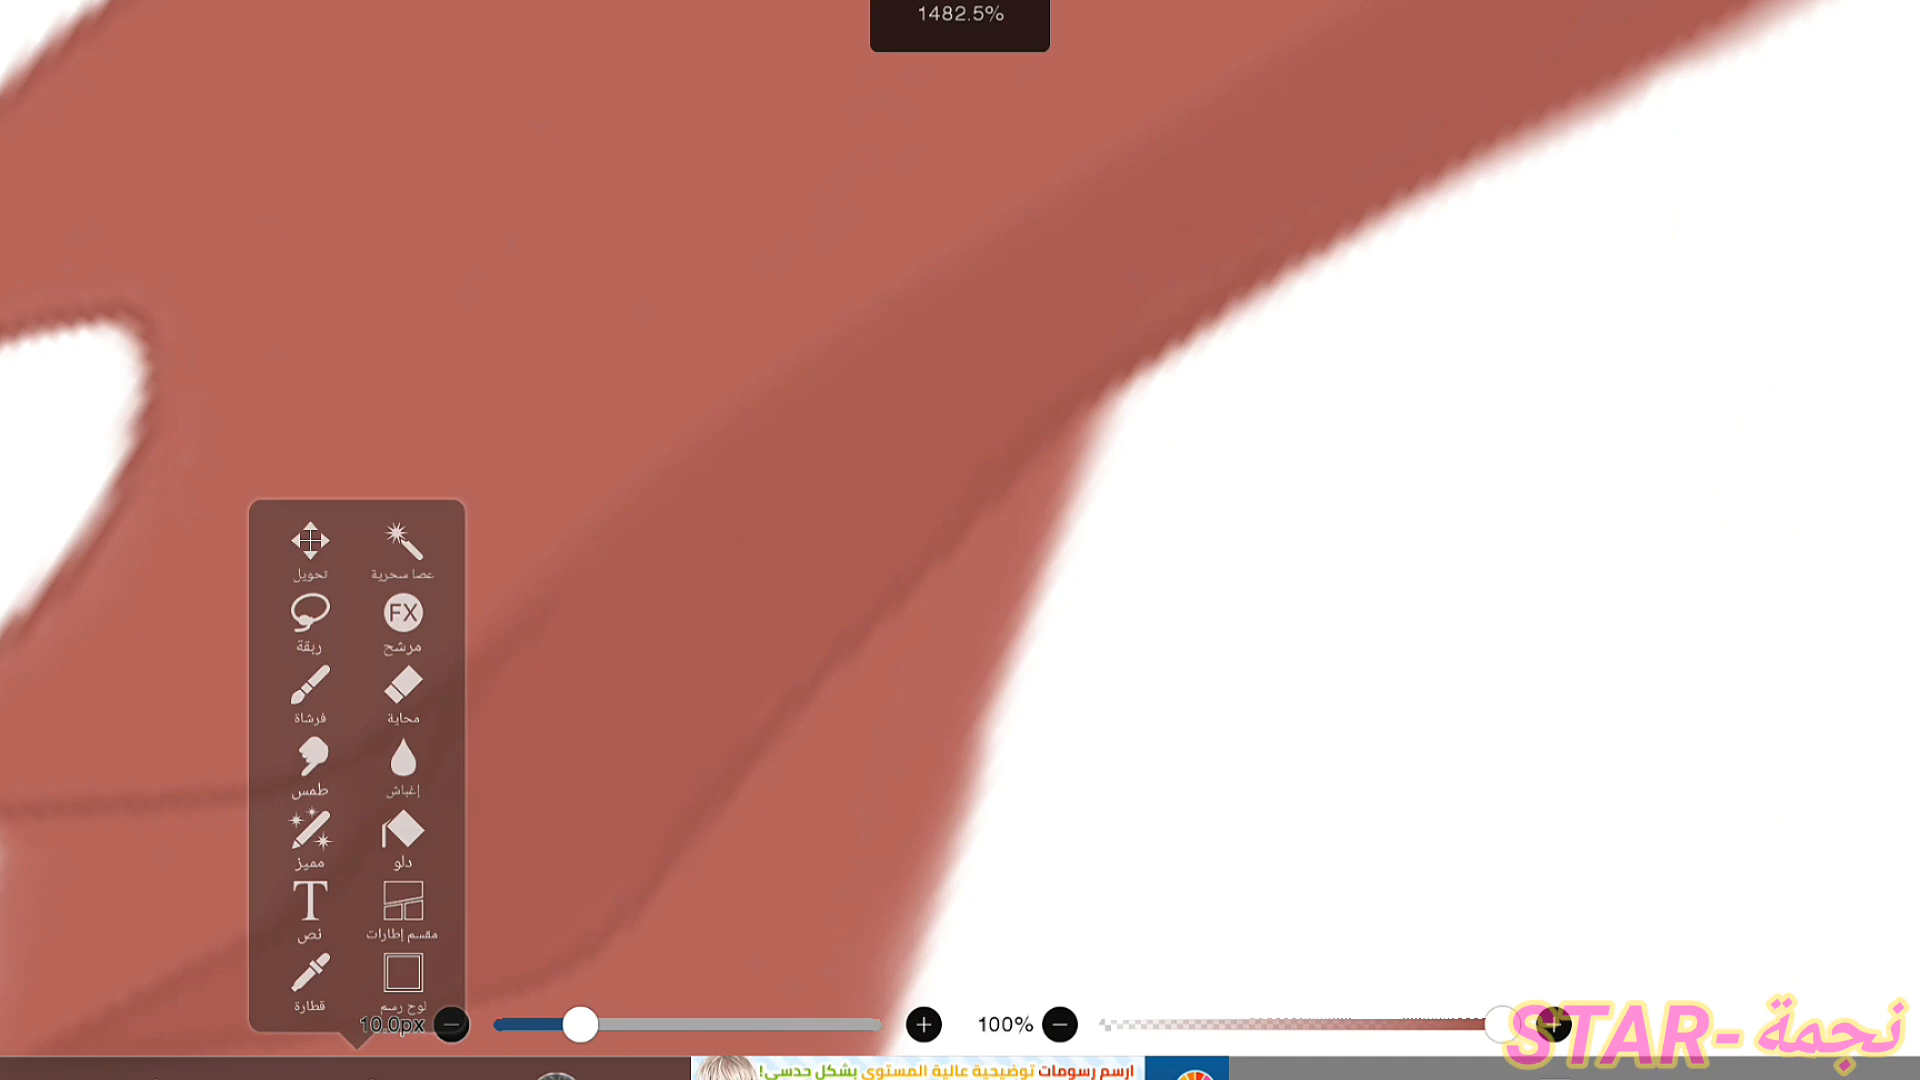 1482.5%
تحويل
عصا سحرية
ربقة
FX
مرشح
فرشاة
محاية
طمس
إغباش
مميز
دلو
T
نص
مقسم إطارات
قطارة
لوح رسم
10.0px
100%
STAR- نجمة
ارسم رسومات توضيحية عالية المستوى بشكل حدسي!